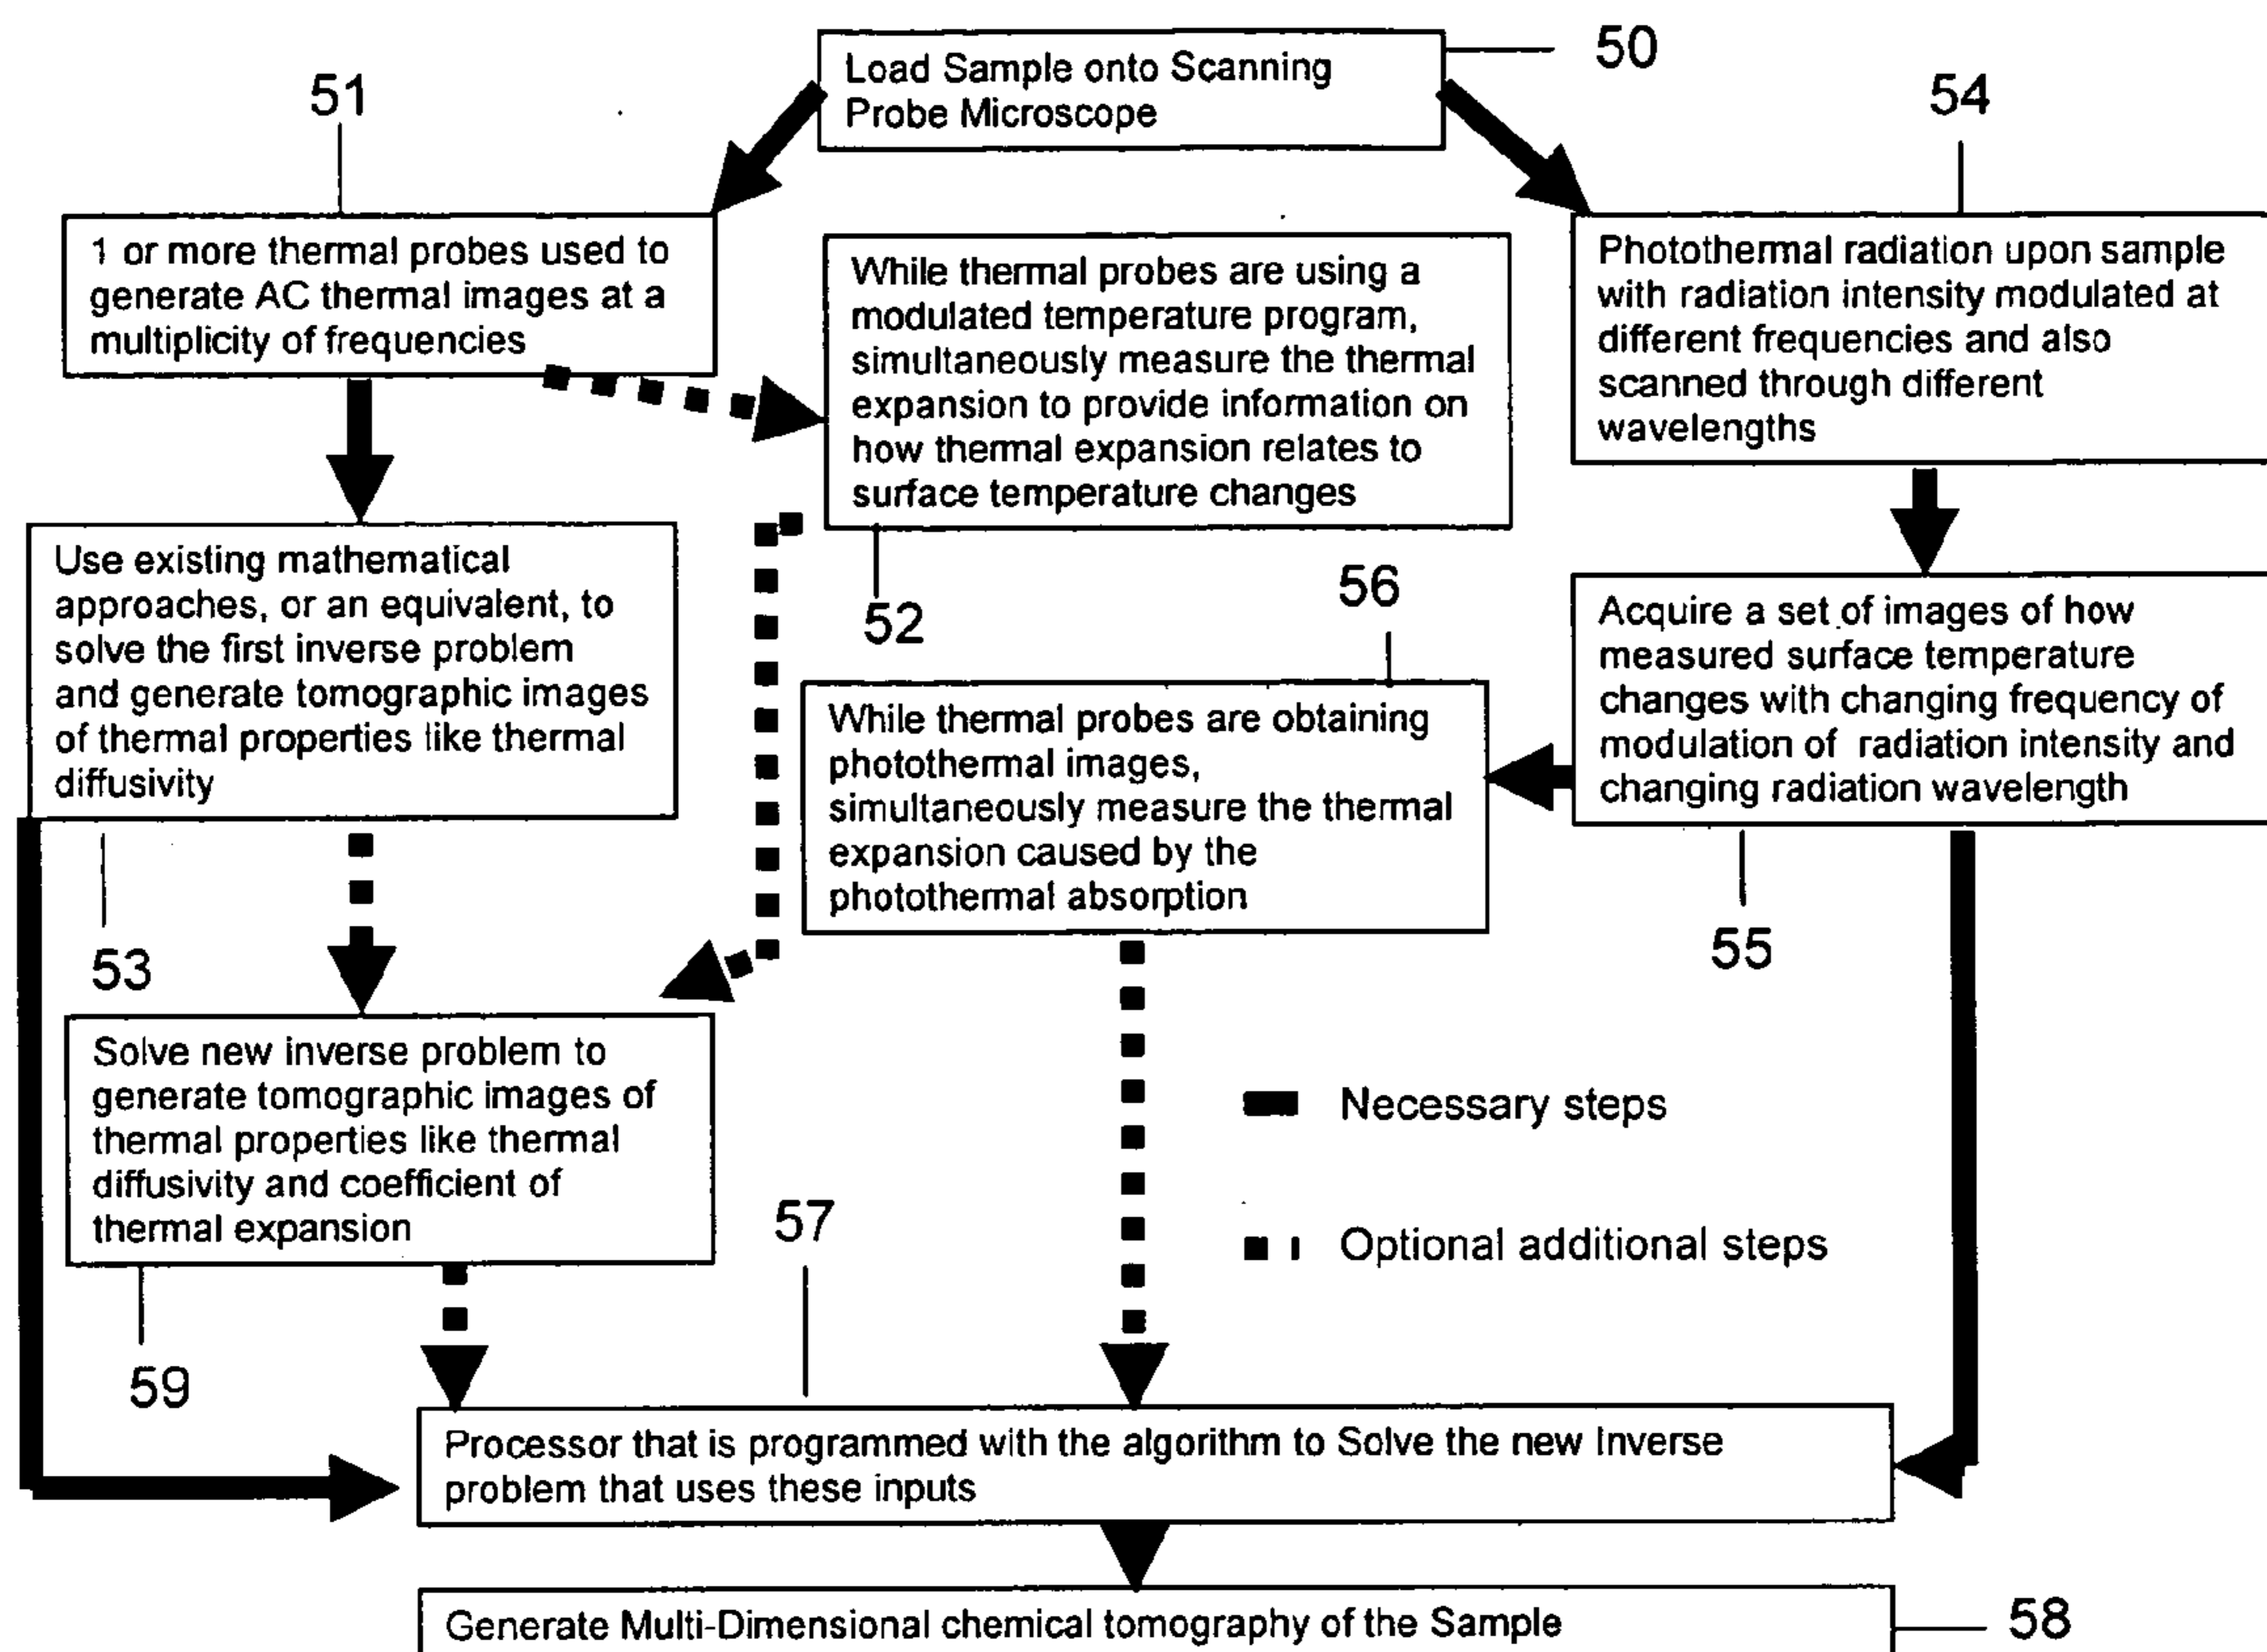 50
Load Sample onto Scanning
Probe Microscope
51
54
1 or more thermal probes used to
generate AC thermal images at a
multiplicity of frequencies
While thermal probes are using a
modulated temperature program,
simultaneously measure the thermal
expansion to provide information on
how thermal expansion relates to
surface temperature changes
Photothermal radiation upon sample
with radiation intensity modulated at
different frequencies and also
scanned through different
wavelengths
Use existing mathematical
approaches, or an equivalent, to
solve the first inverse problem
and generate tomographic images
of thermal properties like thermal
diffusivity
52
56
Acquire a set of images of how
measured surface temperature
changes with changing frequency of
modulation of radiation intensity and
changing radiation wavelength
While thermal probes are obtaining
photothermal images,
simultaneously measure the thermal
expansion caused by the
photothermal absorption
53
55
Solve new inverse problem to
generate tomographic images of
thermal properties like thermal
diffusivity and coefficient of
thermal expansion
Necessary steps
57
Optional additional steps
59
Processor that is programmed with the algorithm to Solve the new Inverse
problem that uses these inputs
Generate Multi-Dimensional chemical tomography of the Sample
58